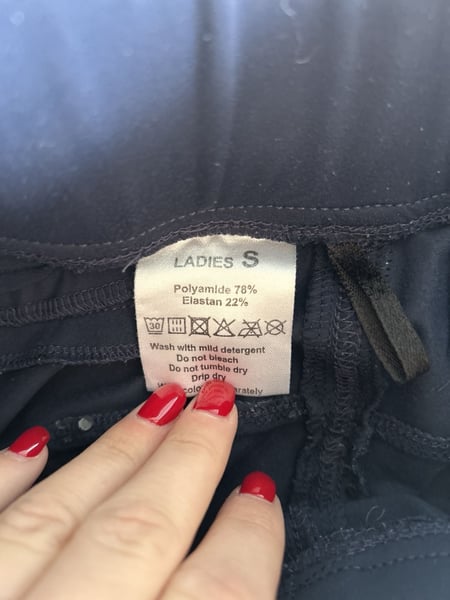 LADIES S
Polyamide 78%
Elastan 22%
30
Wash with mild detergent
Do not bleach
Do not tumble dry
Drip dry